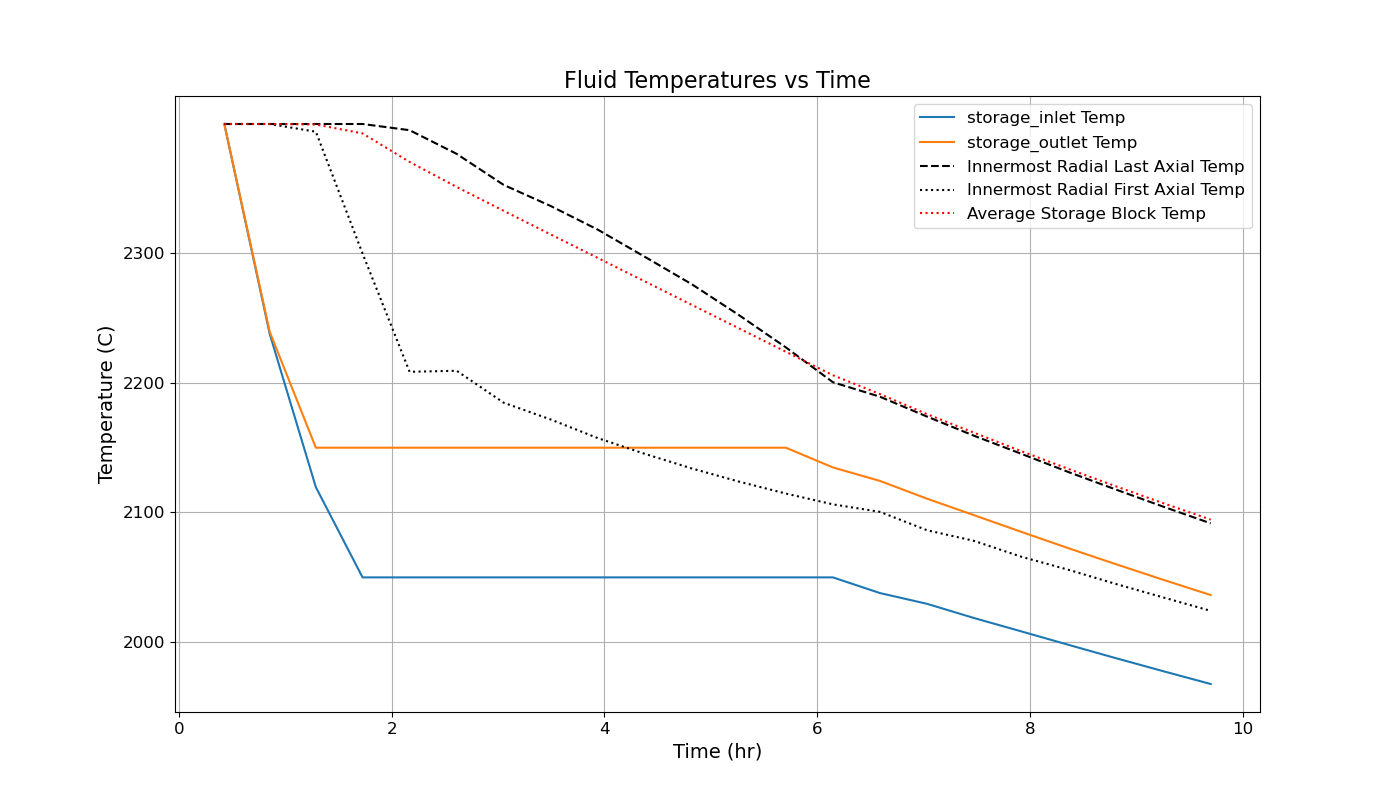 Fluid Temperatures vs Time
storage_inlet Temp
storage_outlet Temp
Innermost Radial Last Axial Temp
Innermost Radial First Axial Temp
Average Storage Block Temp
Temperature (C)
2300
2200
2100
2000
0 2 4 6 8 10
Time (hr)